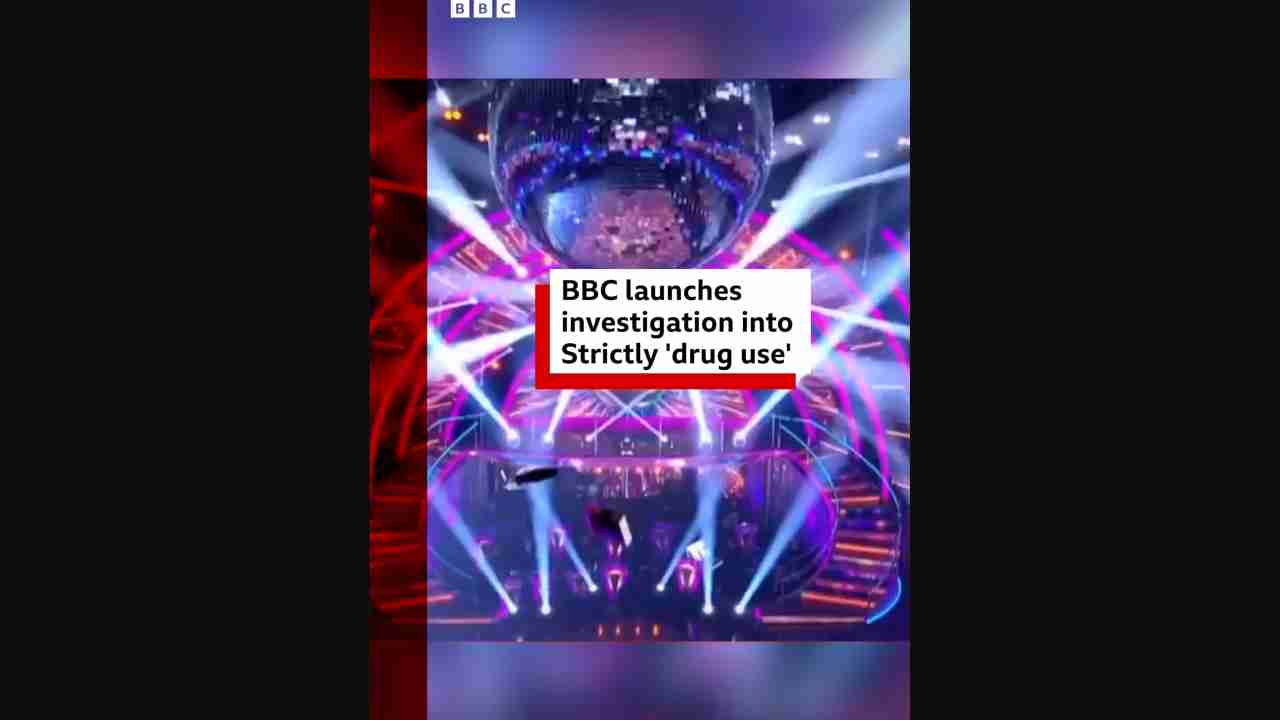 BBC
BBC launches
investigation into
Strictly 'drug use'